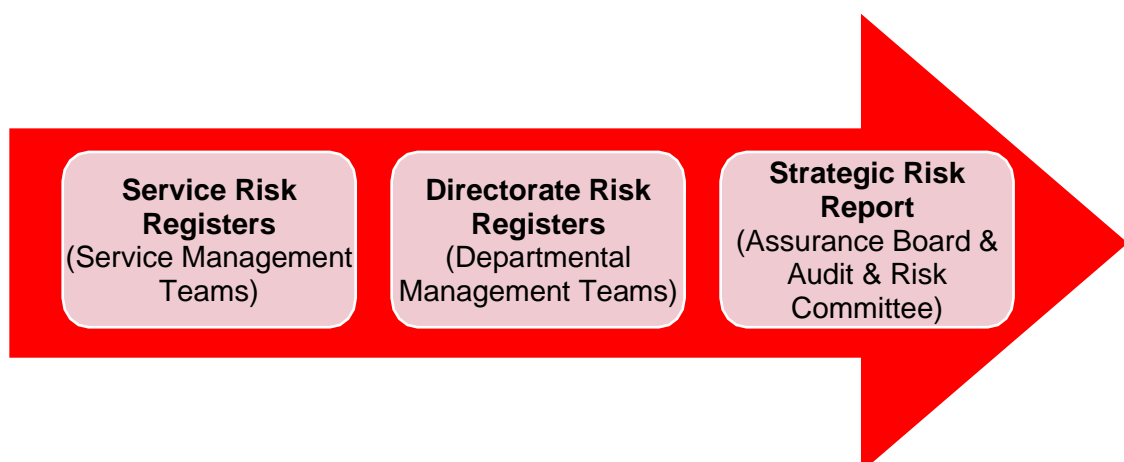 Service Risk
Registers
(Service Management
Teams)
Directorate Risk
Registers
(Departmental
Management Teams)
Strategic Risk
Report
(Assurance Board &
Audit & Risk
Committee)